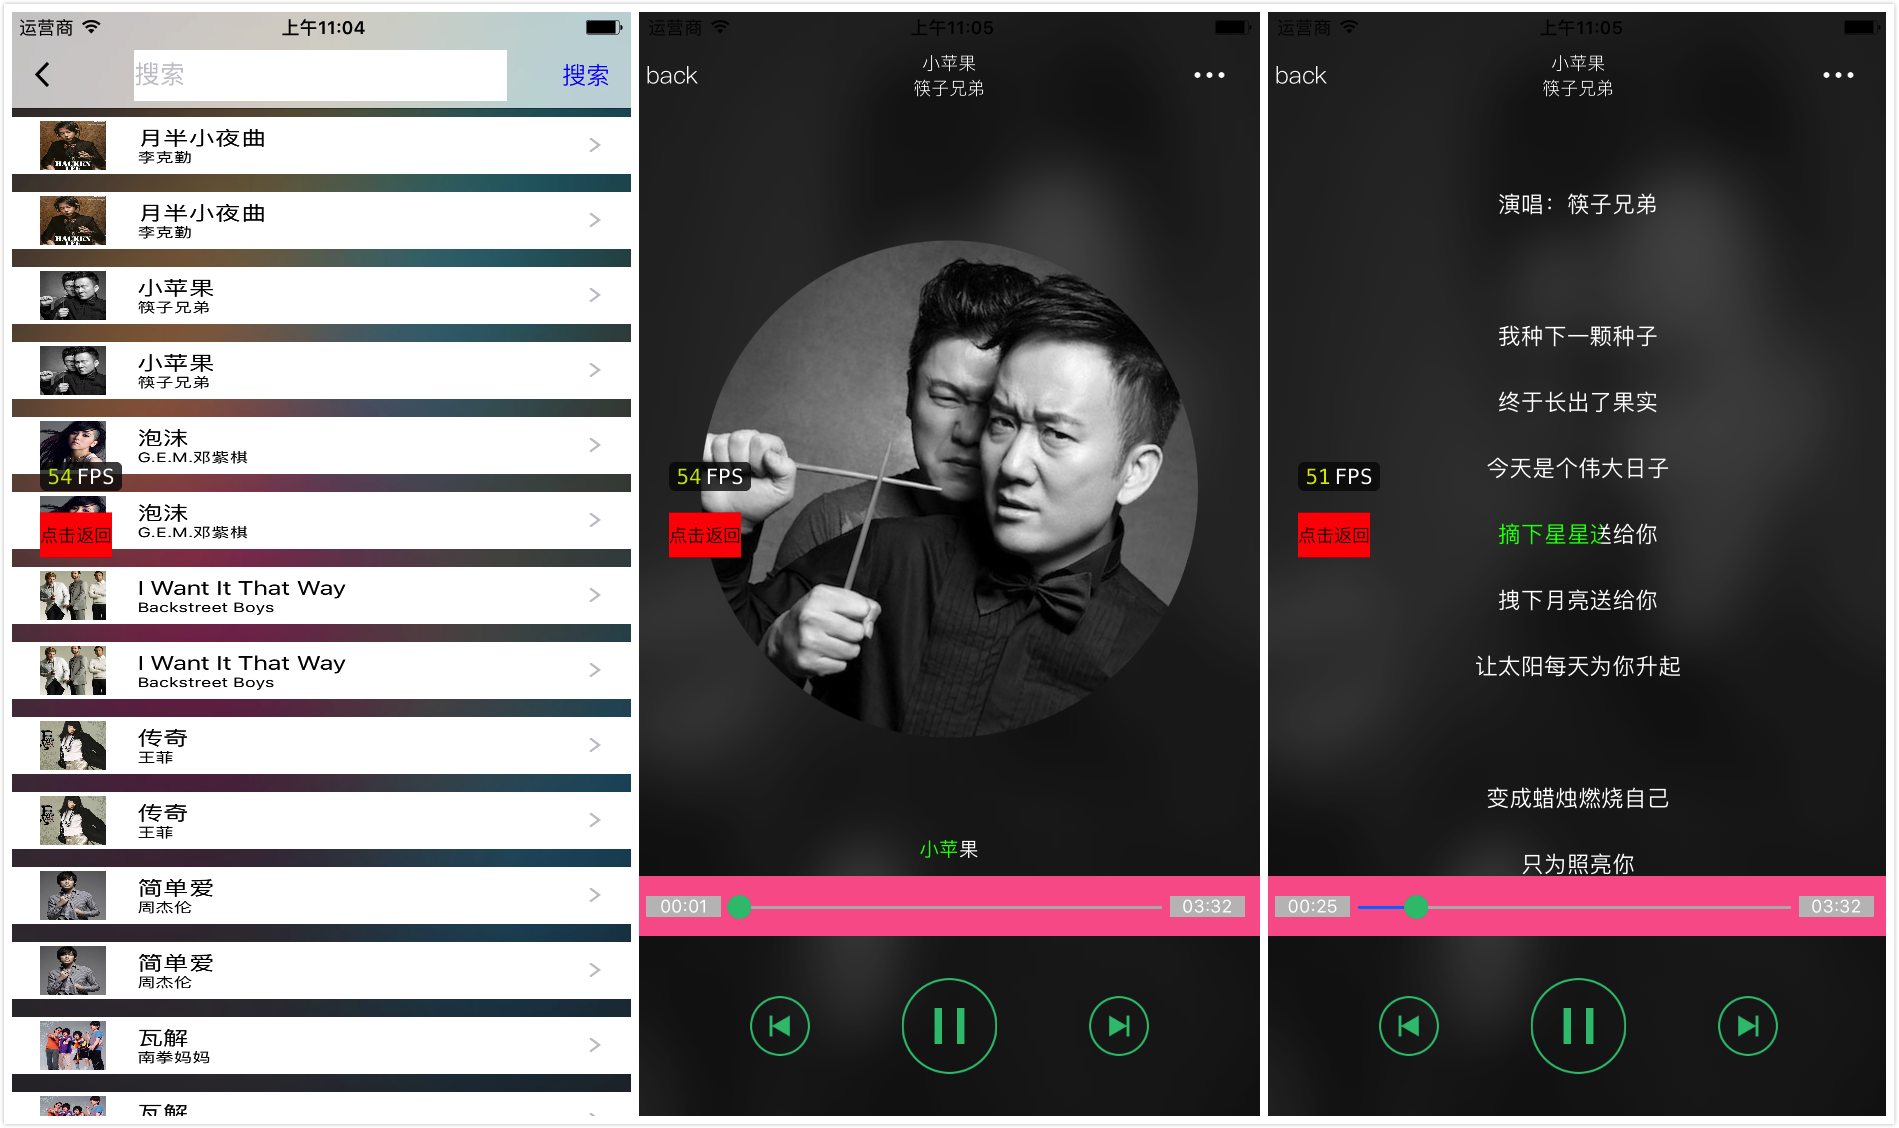 运营商
上午11:04
搜索
搜索
月半小夜曲
李克勤
HACKEN
LEE
月半小夜曲
李克勤
HACKEN
小苹果
筷子兄弟
小苹果
筷子兄弟
泡沫
G.E.M.邓紫棋
54 FPS
泡沫
G.E.M.邓紫棋
点击返回
I Want It That Way
Backstreet Boys
I Want It That Way
Backstreet Boys
传奇
王菲
传奇
王菲
简单爱
周杰伦
简单爱
周杰伦
瓦解
南拳妈妈
瓦解
运营商
上午11:05
back
小苹果
筷子兄弟
54 FPS
点击返回
小苹果
00:01
03:32
运营商
上午11:05
back
小苹果
筷子兄弟
演唱：筷子兄弟
我种下一颗种子
终于长出了果实
今天是个伟大日子
51 FPS
摘下星星送给你
点击返回
拽下月亮送给你
让太阳每天为你升起
变成蜡烛燃烧自己
只为照亮你
00:25
03:32